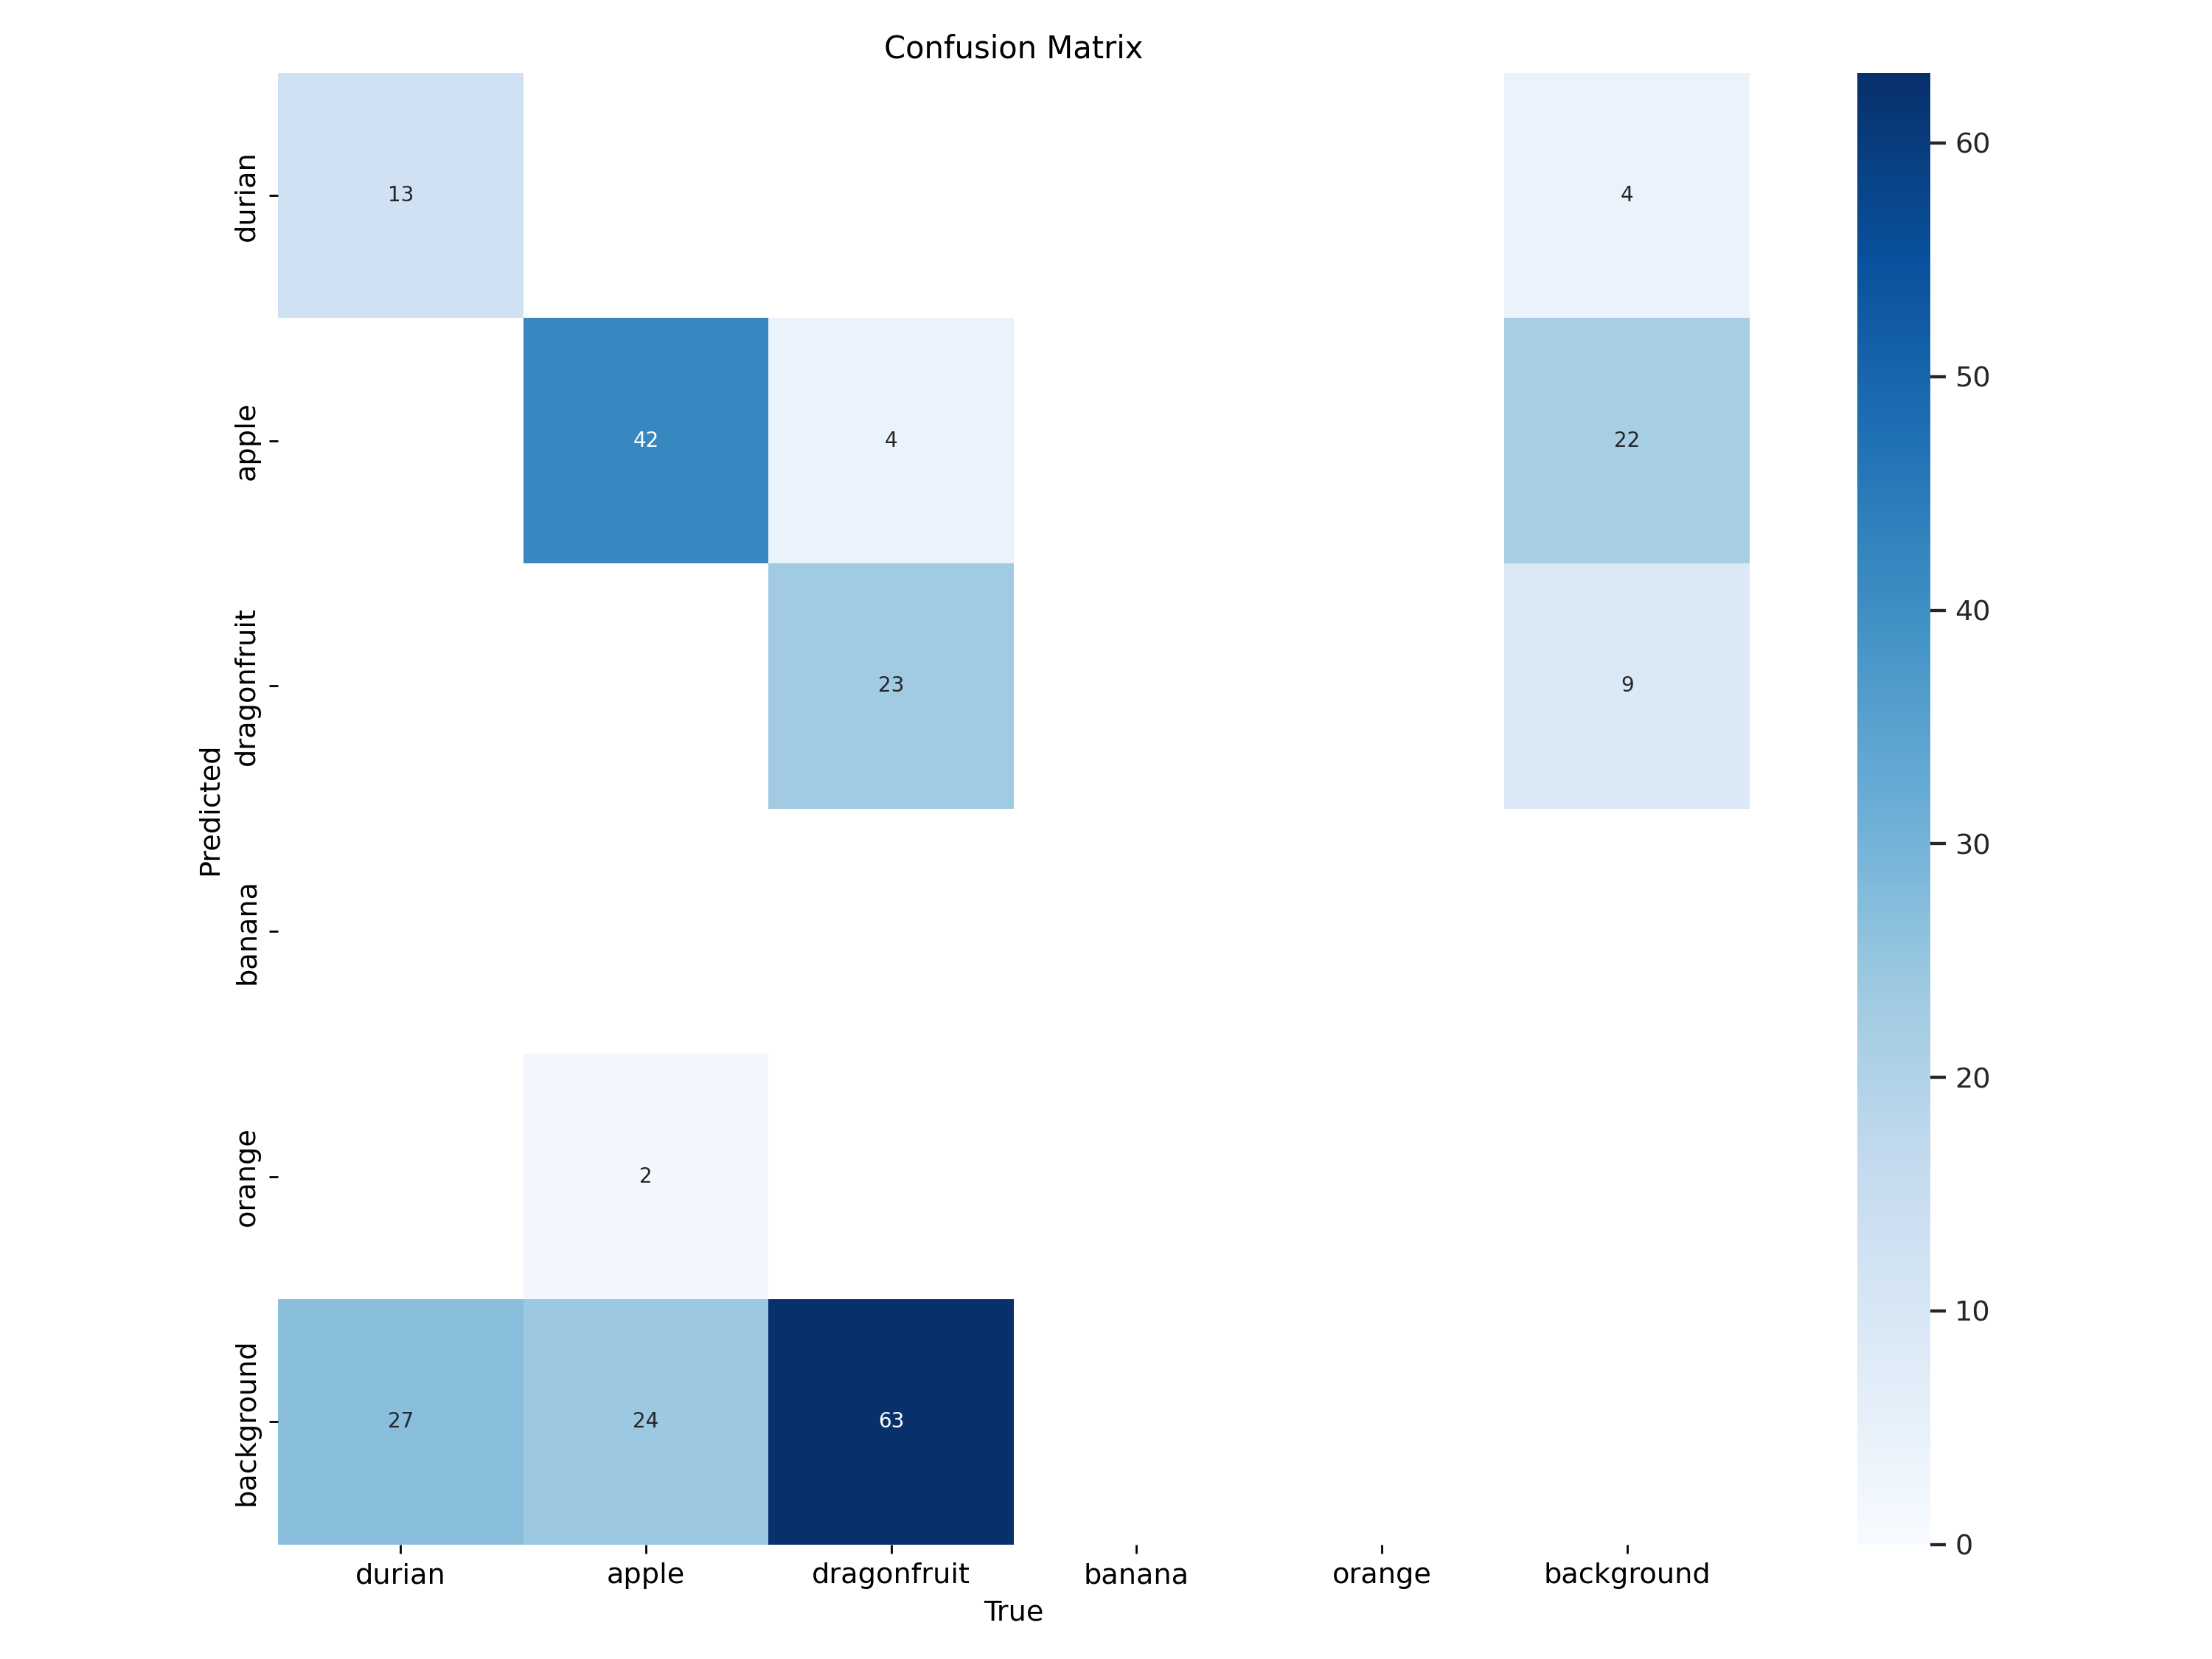 Confusion Matrix
durian
13
4
apple
42
4
22
dragonfruit
23
9
banana
orange
2
background
27
24
63
Predicted
durian
apple
dragonfruit
banana
orange
background
True
60
50
40
30
20
10
0